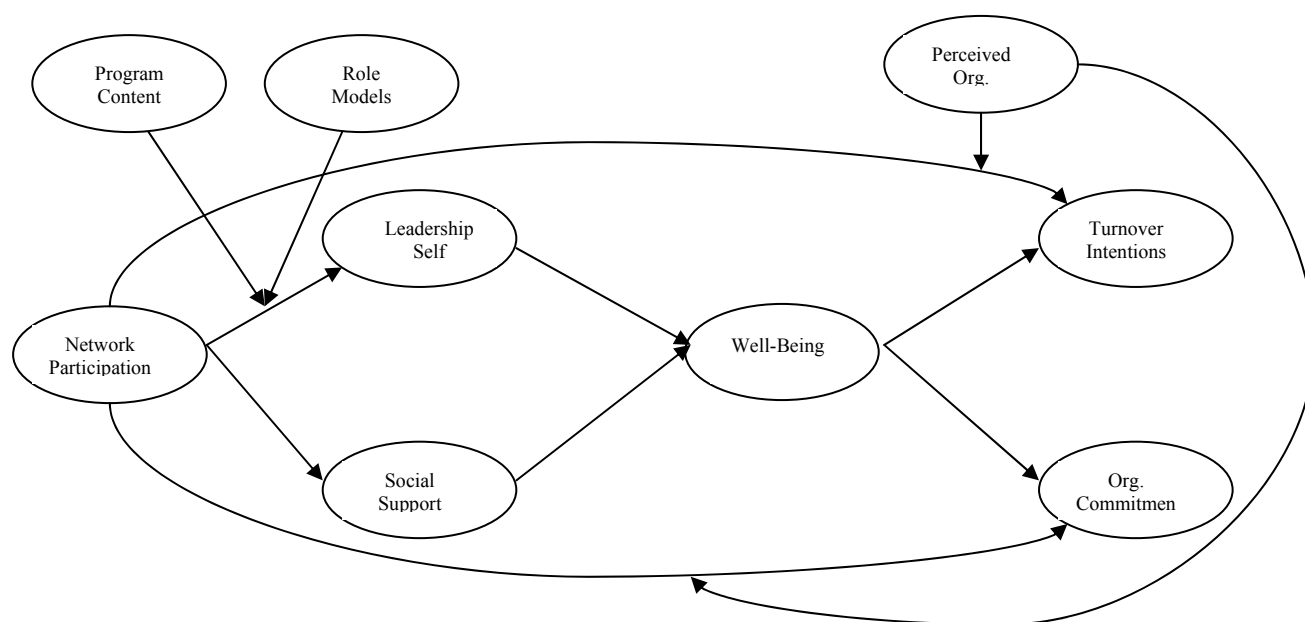 Program
Content
Role
Models
Perceived
Org.
Leadership
Self
Turnover
Intentions
Network
Participation
Well-Being
Social
Support
Org.
Commitmen